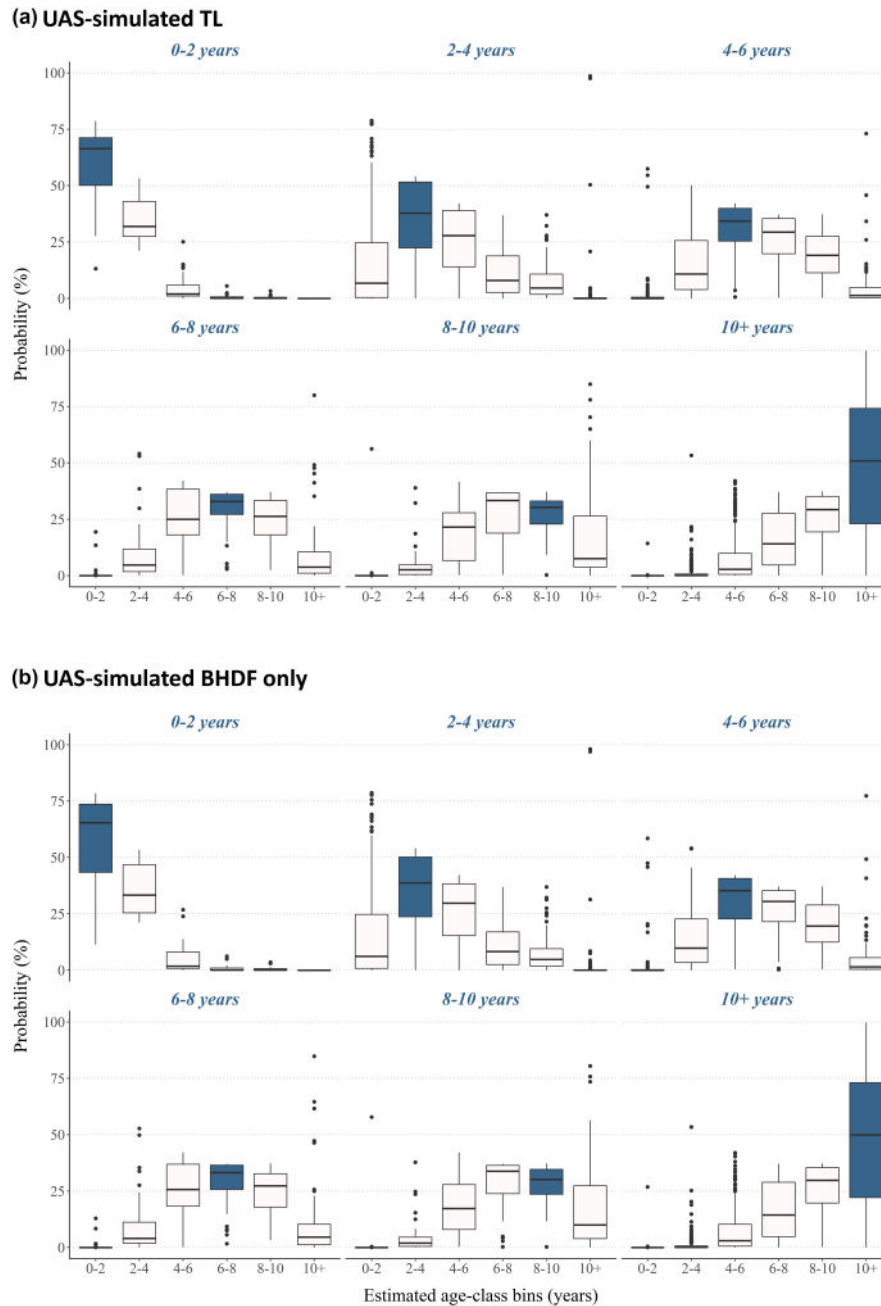 (a) UAS-simulated TL
0-2 years 2-4 years 4-6 years
100
75
50
25
0
6-8 years 8-10 years 10+ years
100
75
50
25
0
Probability (%)
0-2 2-4 4-6 6-8 8-10 10+ 0-2 2-4 4-6 6-8 8-10 10+ 0-2 2-4 4-6 6-8 8-10 10+
(b) UAS-simulated BHDF only
0-2 years 2-4 years 4-6 years
100
75
50
25
0
6-8 years 8-10 years 10+ years
100
75
50
25
0
Probability (%)
0-2 2-4 4-6 6-8 8-10 10+ 0-2 2-4 4-6 6-8 8-10 10+ 0-2 2-4 4-6 6-8 8-10 10+
Estimated age-class bins (years)